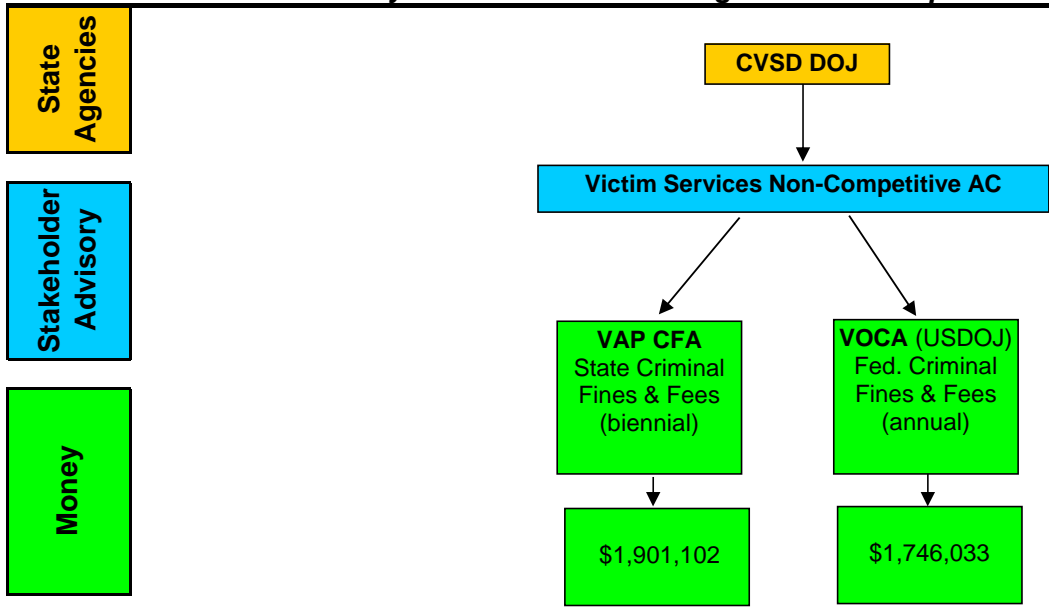 State
Agencies
CVSD DOJ
Stakeholder
Advisory
Victim Services Non-Competitive AC
VAP CFA
State Criminal
Fines & Fees
(biennial)
VOCA (USDOJ)
Fed. Criminal
Fines & Fees
(annual)
Money
$1,901,102
$1,746,033